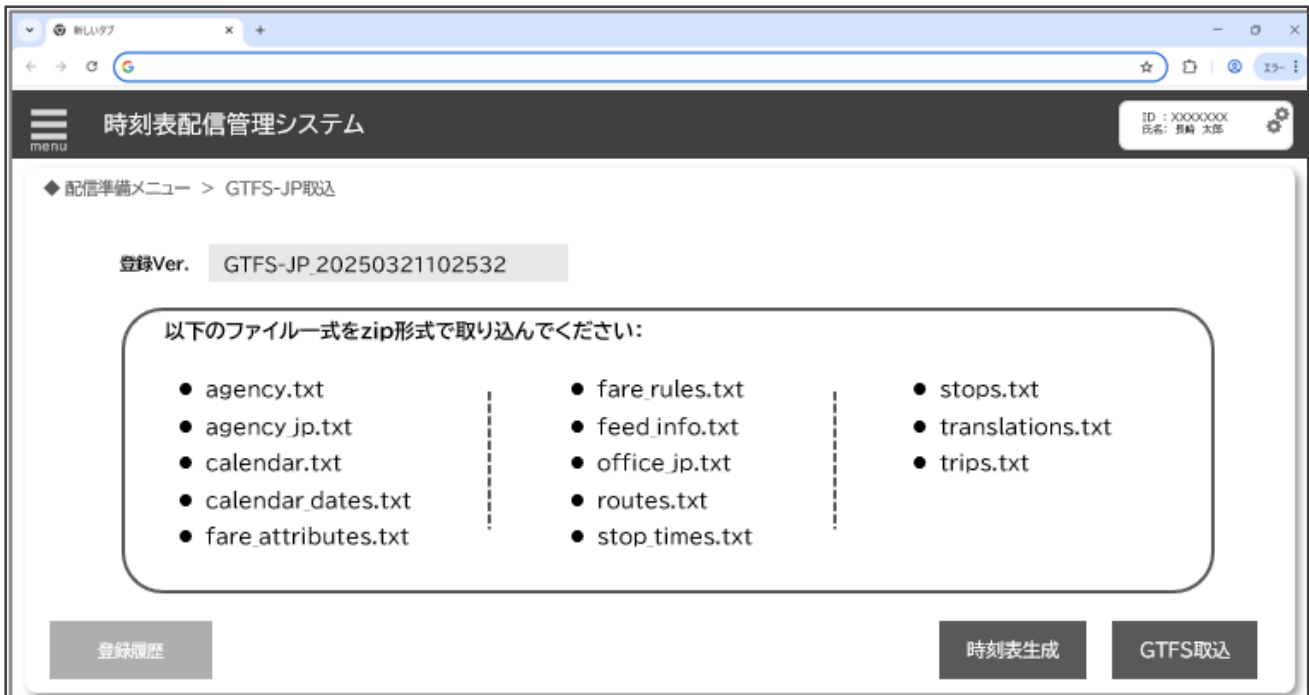 新しいタブ
エラー
menu
時刻表配信管理システム
ID : XXXXXXX
氏名: 長崎 太郎
◆ 配信準備メニュー > GTFS-JP取込
登録Ver. GTFS-JP_20250321102532
以下のファイル一式をzip形式で取り込んでください:
● agency.txt
● agency_jp.txt
● calendar.txt
● calendar_dates.txt
● fare_attributes.txt
● fare_rules.txt
● feed_info.txt
● office_jp.txt
● routes.txt
● stop_times.txt
● stops.txt
● translations.txt
● trips.txt
登録履歴
時刻表生成
GTFS取込